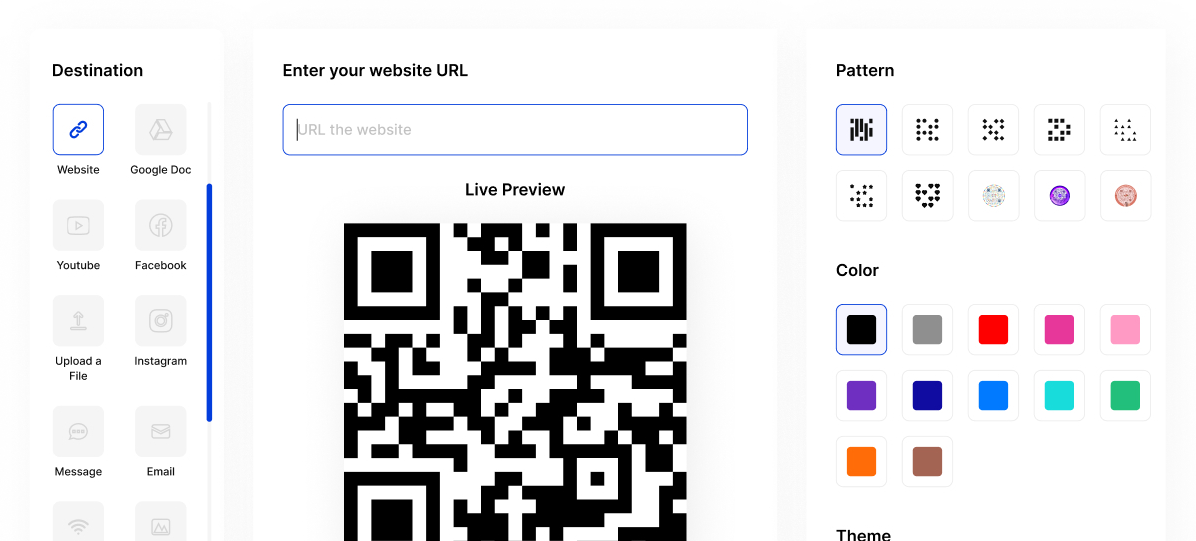 Destination
Website
Google Doc
Youtube
Facebook
Upload a
File
Instagram
Message
Email
Enter your website URL
URL the website
Live Preview
Pattern
Color
Theme